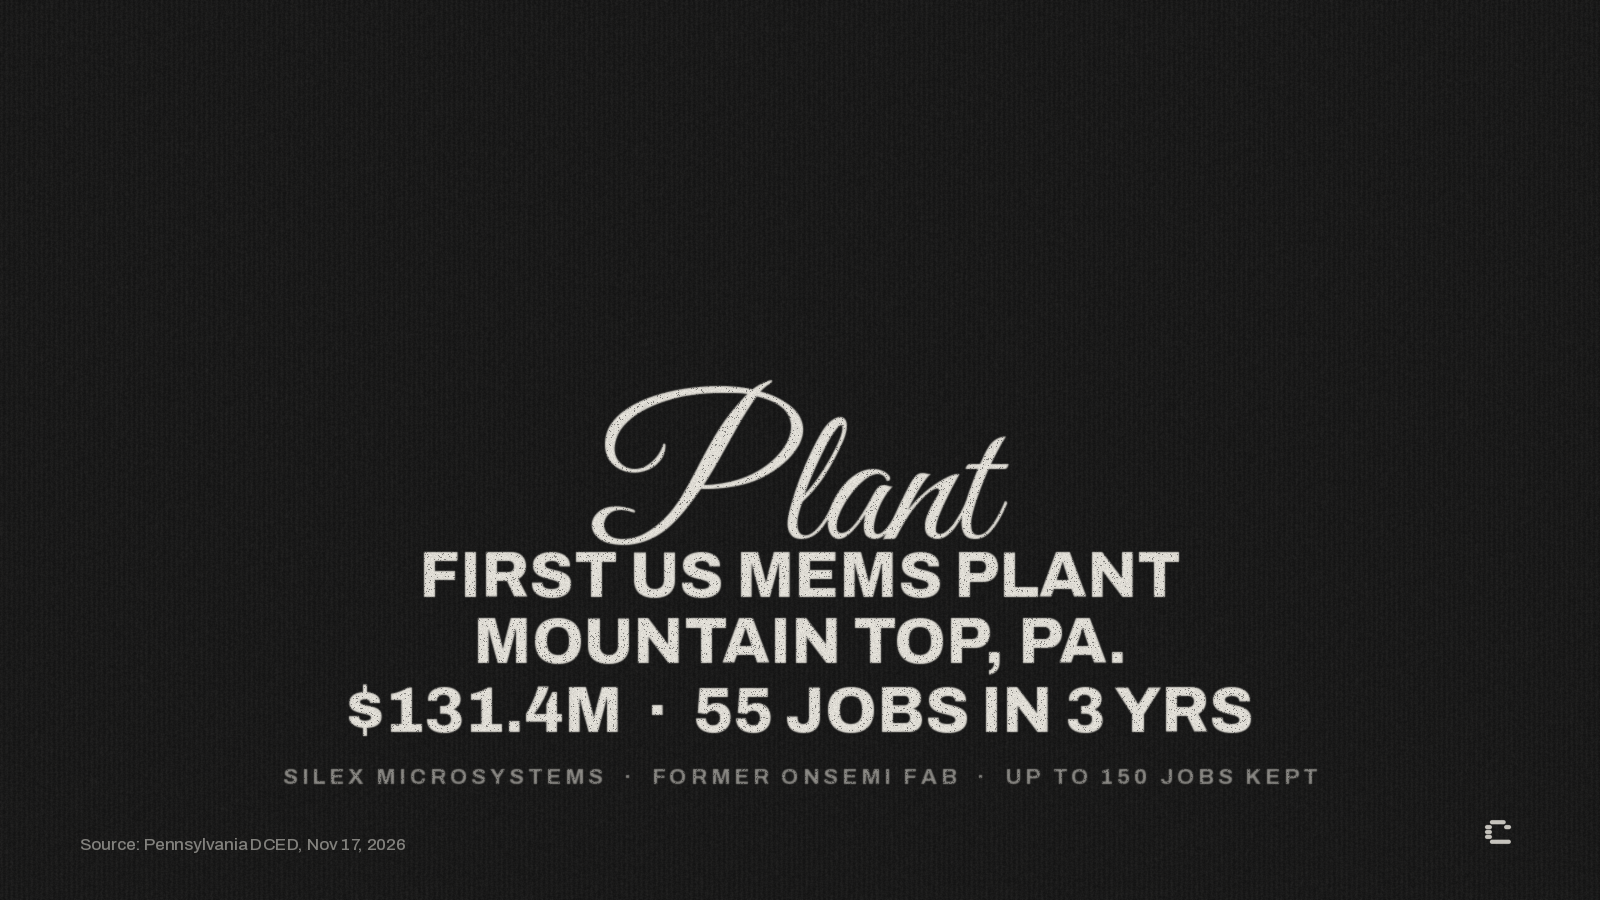 Plant
FIRST US MEMS PLANT
MOUNTAIN TOP, PA.
$131.4M · 55 JOBS IN 3 YRS
SILEX MICROSYSTEMS · FORMER ONSEMI FAB · UP TO 150 JOBS KEPT
Source: Pennsylvania DCED, Nov 17, 2026